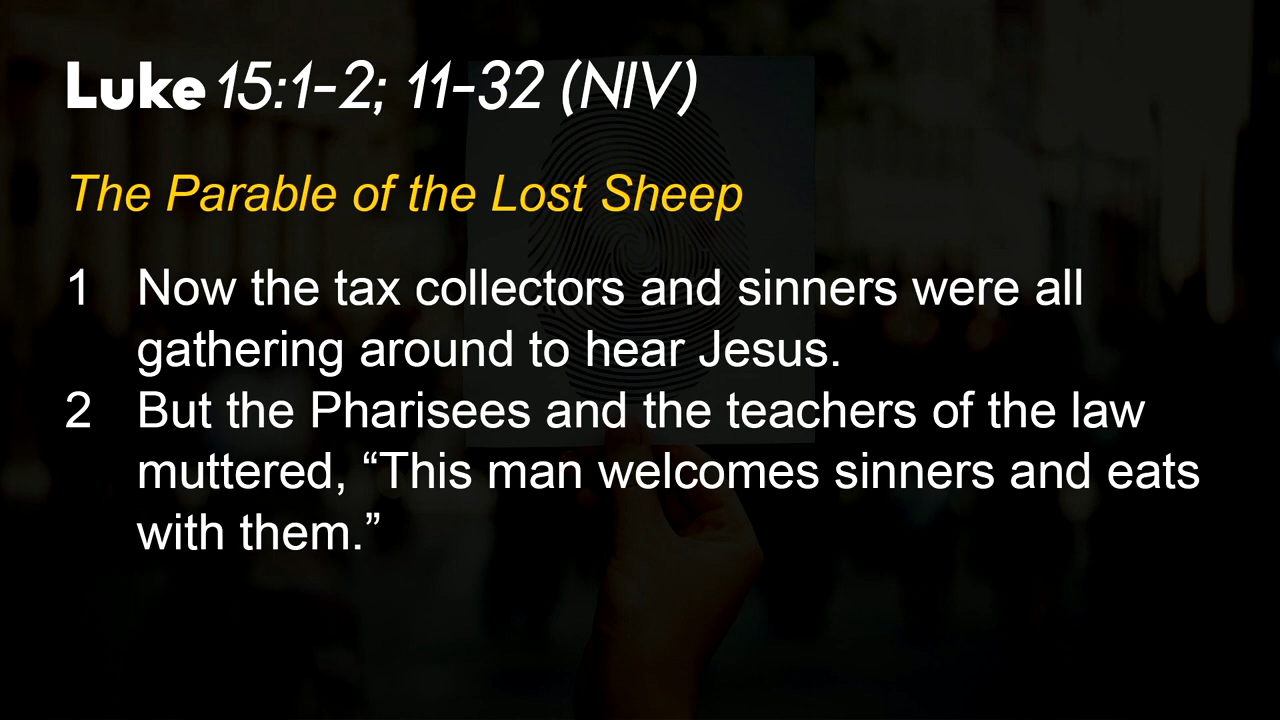 Luke 15:1-2; 11-32 (NIV)
The Parable of the Lost Sheep
1 Now the tax collectors and sinners were all
gathering around to hear Jesus.
2 But the Pharisees and the teachers of the law
muttered, “This man welcomes sinners and eats
with them.”